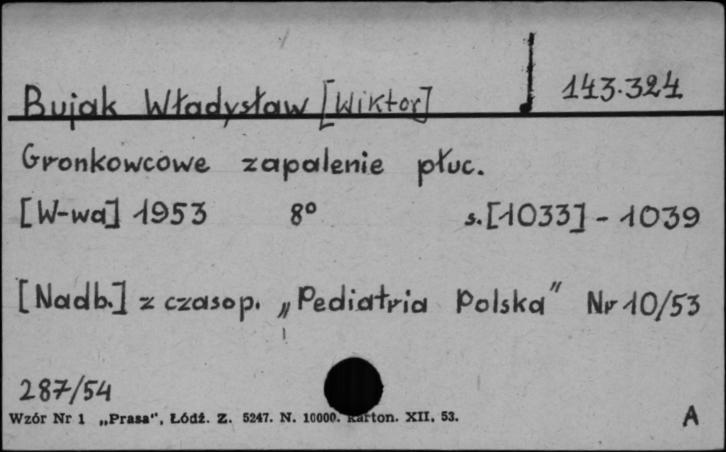 Bujak Władysław [Wiktor] 143.324
Gronkowcowe zapalenie płuc.
[W-wa] 1953 8° s.[1033] - 1039
[Nadb.] z czasop. „Pediatria Polska" Nr 10/53
287/54
Wzór Nr 1 „Prasa", Łódź. Z. 5247. N. 10000. Karton. XII. 53.
A